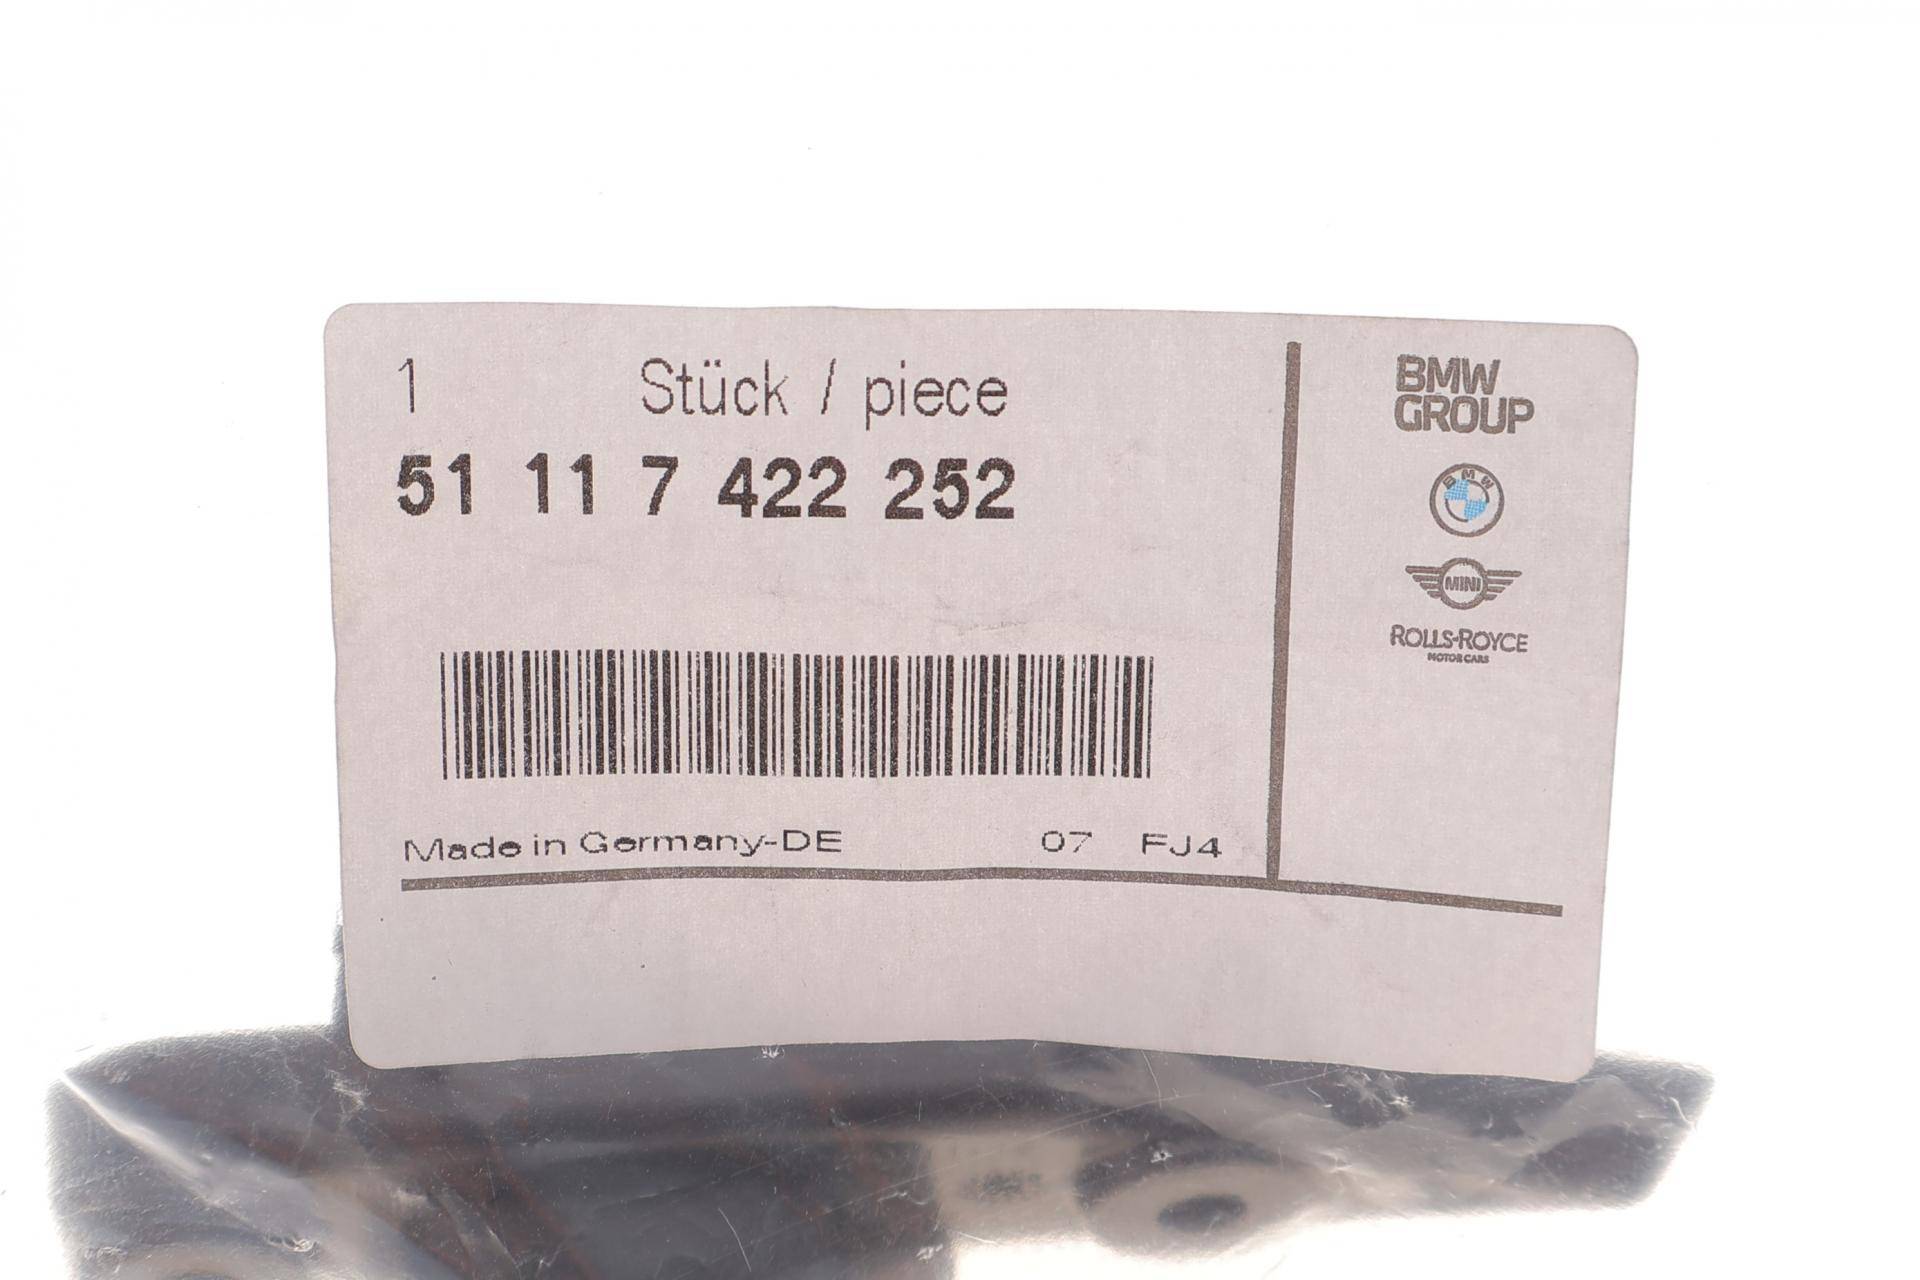 1 Stück / piece
51 11 7 422 252
Made in Germany-DE 07 FJ4
BMW
GROUP
BMW
MINI
ROLLS-ROYCE
MOTOR CARS